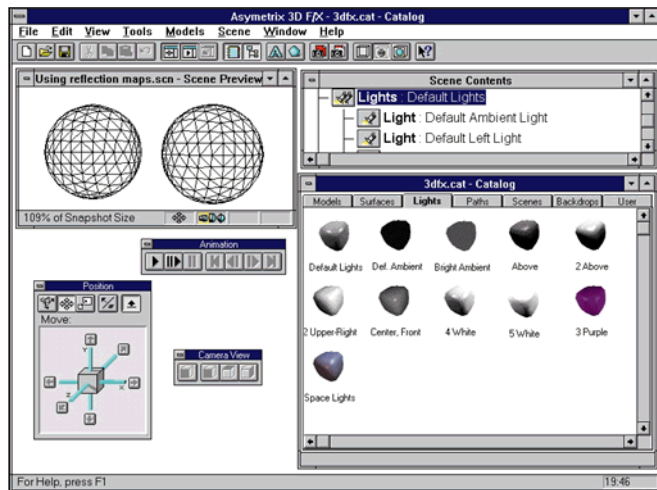 Asymetrix 3D F/X - 3dfx.cat - Catalog
File Edit View Tools Models Scene Window Help
Using reflection maps.scn - Scene Preview
109% of Snapshot Size
Scene Contents
Lights : Default Lights
Light : Default Ambient Light
Light : Default Left Light
3dfx.cat - Catalog
Models Surfaces Lights Paths Scenes Backdrops User
Default Lights Def. Ambient Bright Ambient Above 2 Above
2 Upper-Right Center, Front 4 White 5 White 3 Purple
Space Lights
Animation
Position
Move:
Y
X
Z
Camera View
For Help, press F1
19:46